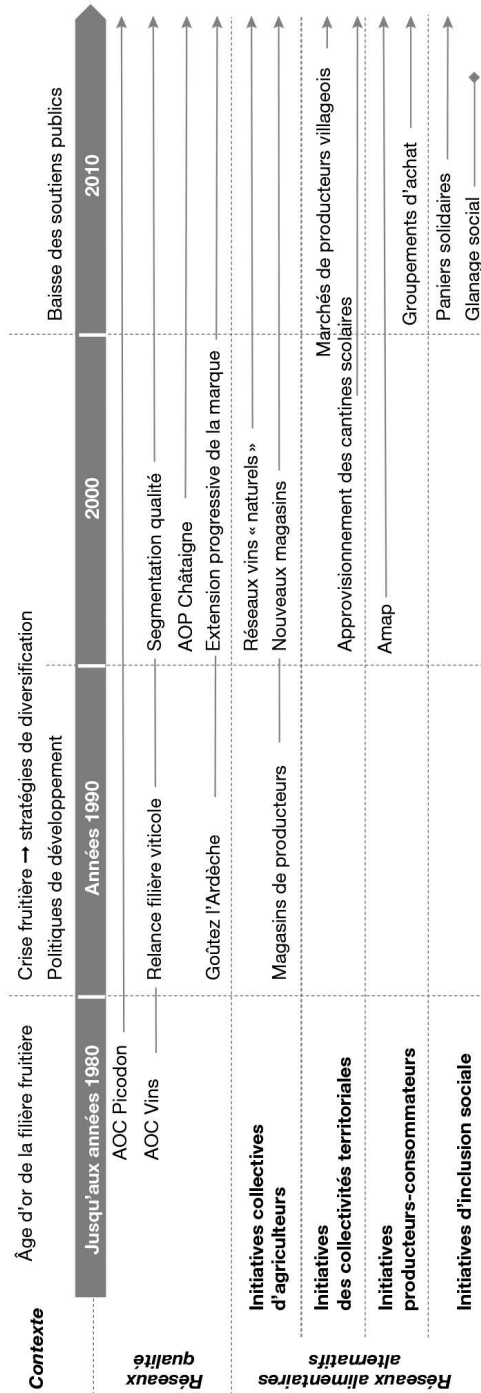 Contexte
Âge d'or de la filière fruitière
Crise fruitière → stratégies de diversification
Politiques de développement
Baisse des soutiens publics
Jusqu'aux années 1980
Années 1990
2000
2010
Réseaux
qualité
AOC Picodon
AOC Vins
Relance filière viticole
Segmentation qualité
AOP Châtaigne
Goûtez l'Ardèche
Extension progressive de la marque
Réseaux alimentaires
alternatifs
Initiatives collectives
d'agriculteurs
Réseaux vins « naturels »
Magasins de producteurs
Nouveaux magasins
Initiatives
des collectivités territoriales
Marchés de producteurs villageois
Approvisionnement des cantines scolaires
Initiatives
producteurs-consommateurs
Amap
Groupements d'achat
Initiatives d'inclusion sociale
Paniers solidaires
Glanage social